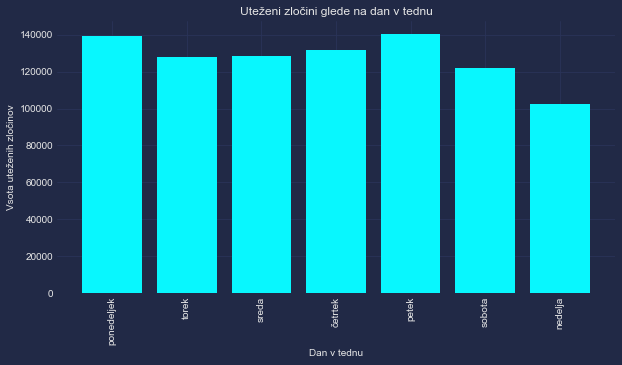 Uteženi zločini glede na dan v tednu
Vsota uteženih zločinov
140000
120000
100000
80000
60000
40000
20000
0
ponedeljek
torek
sreda
četrtek
petek
sobota
nedelja
Dan v tednu